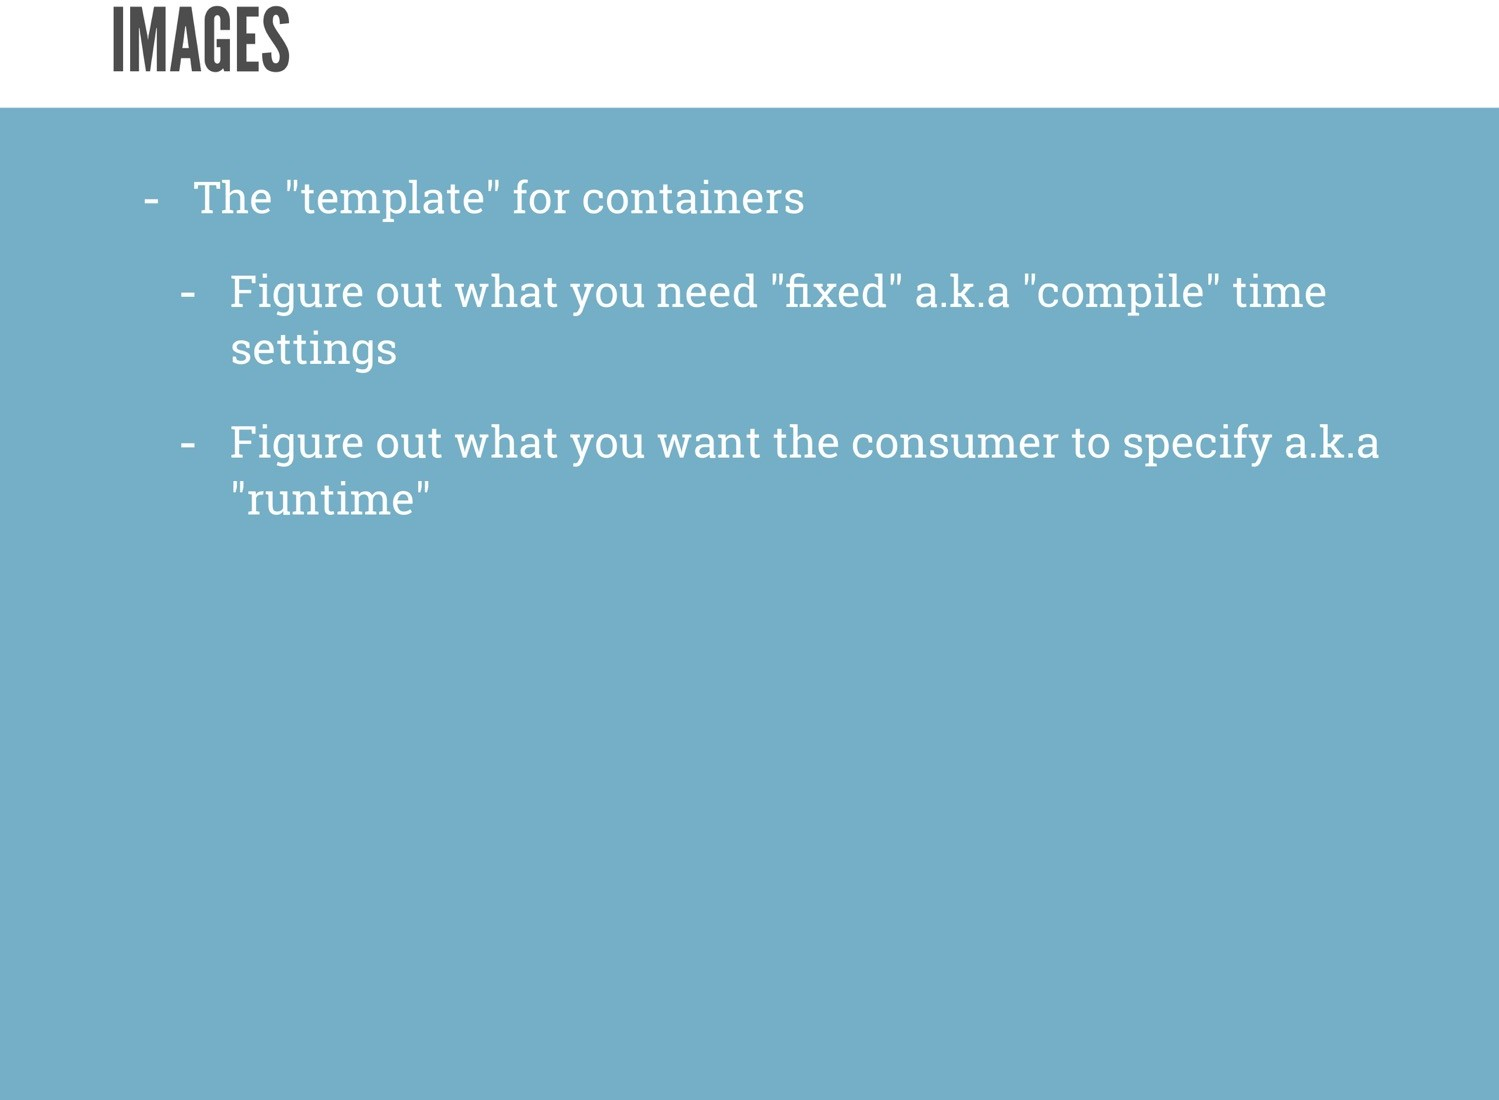 IMAGES
- The "template" for containers
- Figure out what you need "fixed" a.k.a "compile" time
settings
- Figure out what you want the consumer to specify a.k.a
"runtime"